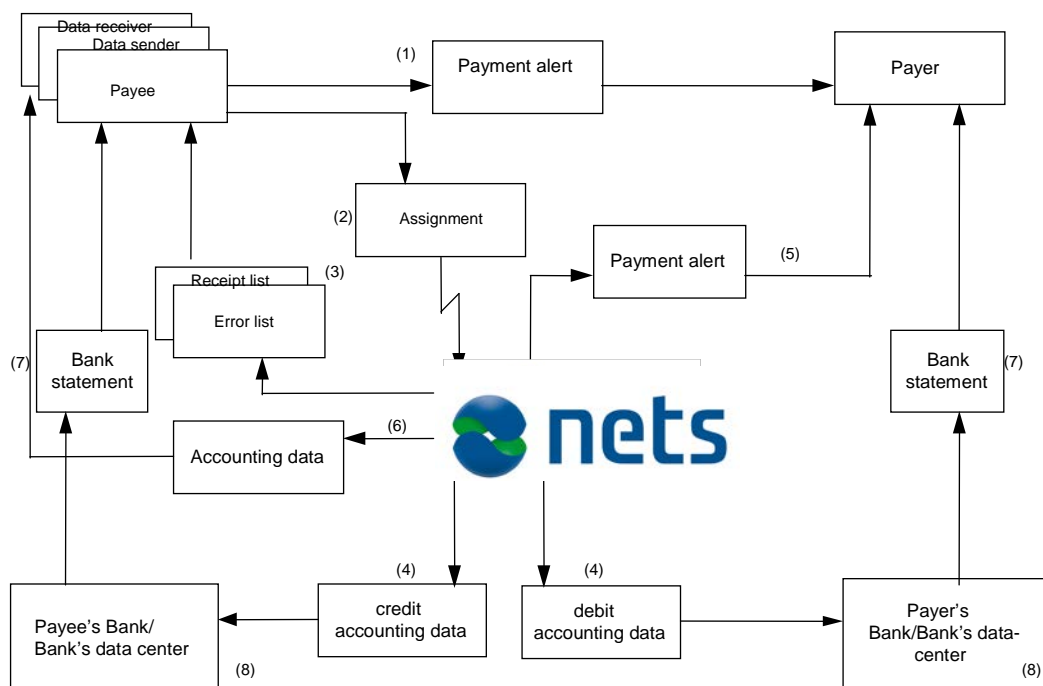 Data receiver
Data sender
Payee
(1)
Payment alert
Payer
(2)
Assignment
Payment alert
(5)
Receipt list
(3)
Error list
(7)
Bank
statement
Bank
statement
(7)
nets
(6)
Accounting data
(4)
credit
accounting data
(4)
debit
accounting data
Payee’s Bank/
Bank’s data center
(8)
Payer’s
Bank/Bank’s data-
center
(8)